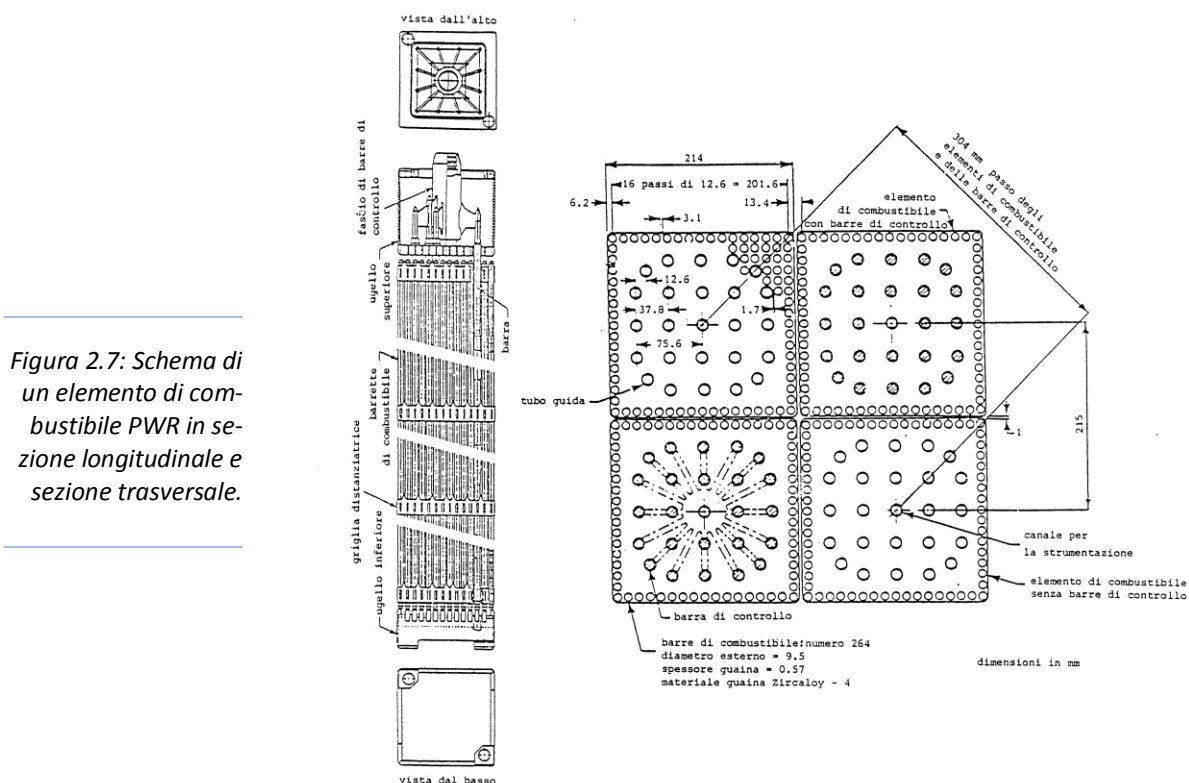 Figura 2.7: Schema di
un elemento di com-
bustibile PWR in se-
zione longitudinale e
sezione trasversale.
vista dall'alto
fascio di barre di
controllo
ugello
superiore
barra
barrette
di combustibile
griglia distanziatrice
ugello inferiore
vista dal basso
214
16 passi di 12.6 = 201.6
6.2
3.1
13.4
elemento
di combustibile
con barre di controllo
304 mm passo degli
elementi di combustibile
e delle barre di controllo
12.6
37.8
1.7
75.6
tubo guida
1
215
canale per
la strumentazione
elemento di combustibile
senza barre di controllo
barra di controllo
barre di combustibile:numero 264
diametro esterno = 9.5
spessore guaina = 0.57
materiale guaina Zircaloy - 4
dimensioni in mm